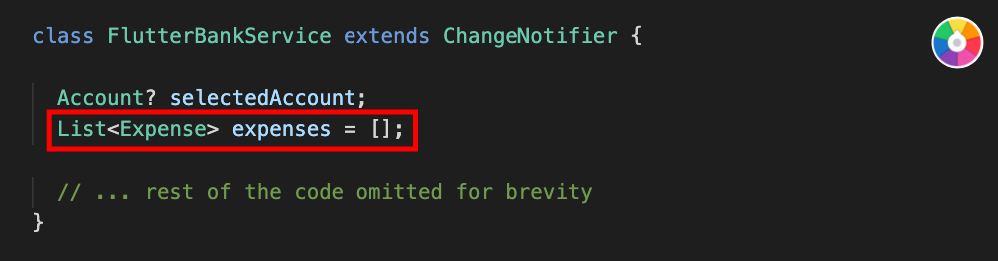 class FlutterBankService extends ChangeNotifier {
Account? selectedAccount;
List<Expense> expenses = [];
// ... rest of the code omitted for brevity
}